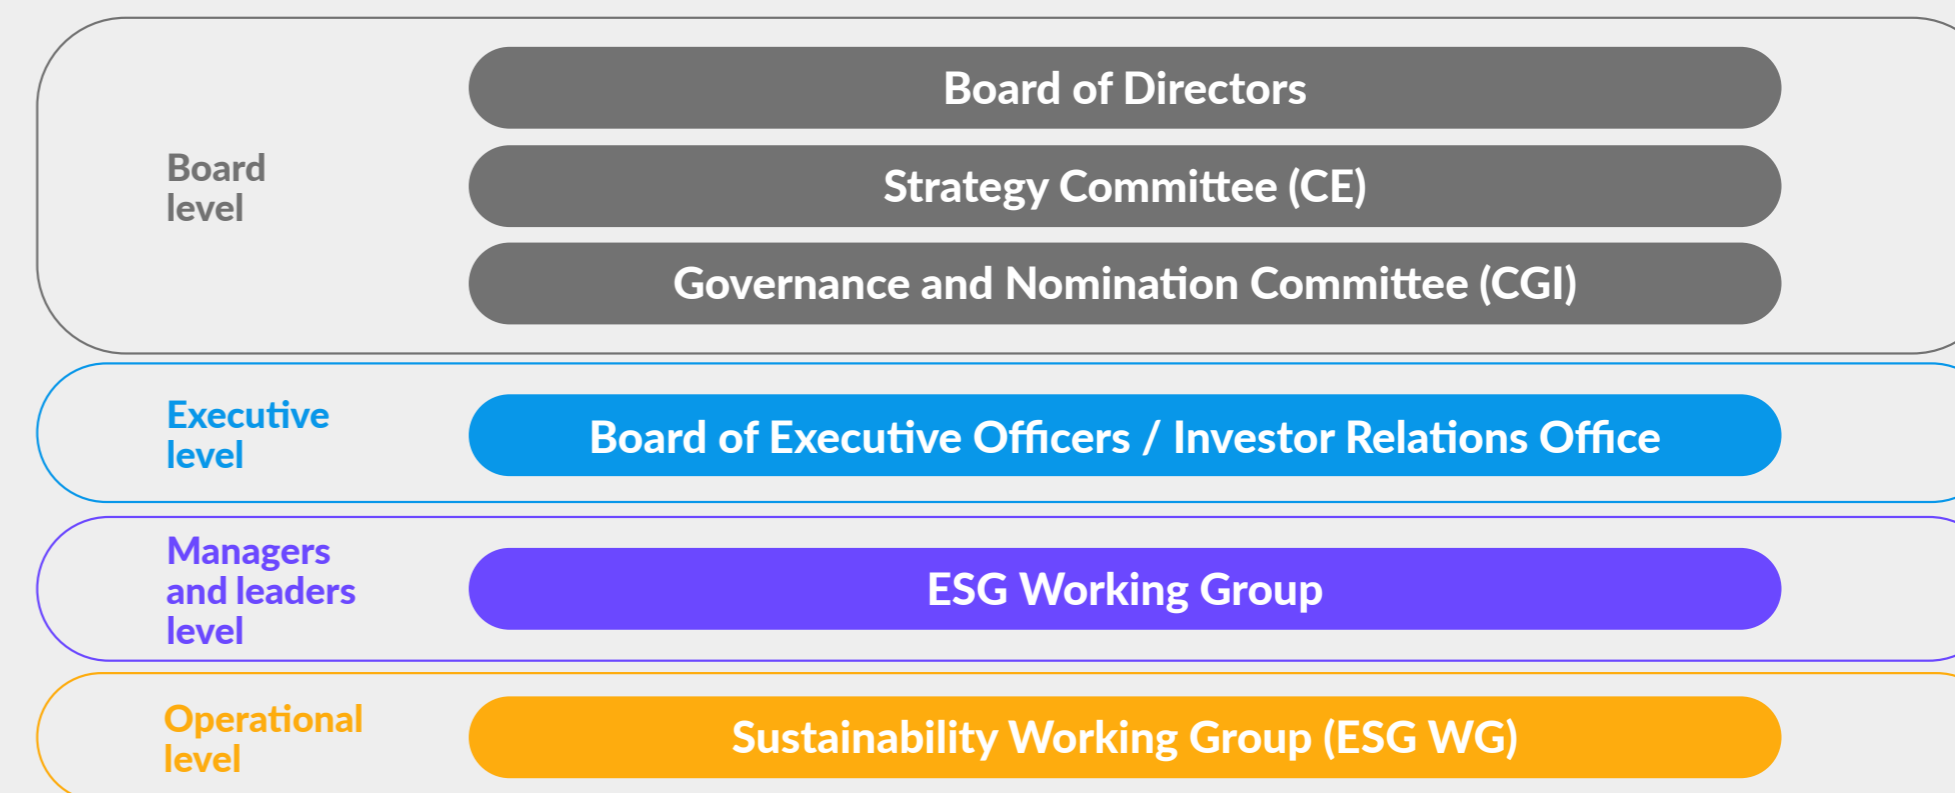 Board
level
Board of Directors
Strategy Committee (CE)
Governance and Nomination Committee (CGI)
Executive
level
Board of Executive Officers / Investor Relations Office
Managers
and leaders
level
ESG Working Group
Operational
level
Sustainability Working Group (ESG WG)